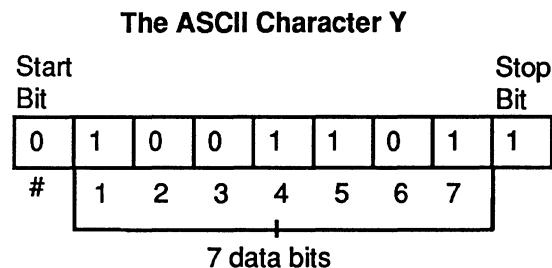 The ASCII Character Y
Start Stop
Bit Bit
0 1 0 0 1 1 0 1 1
# 1 2 3 4 5 6 7
7 data bits